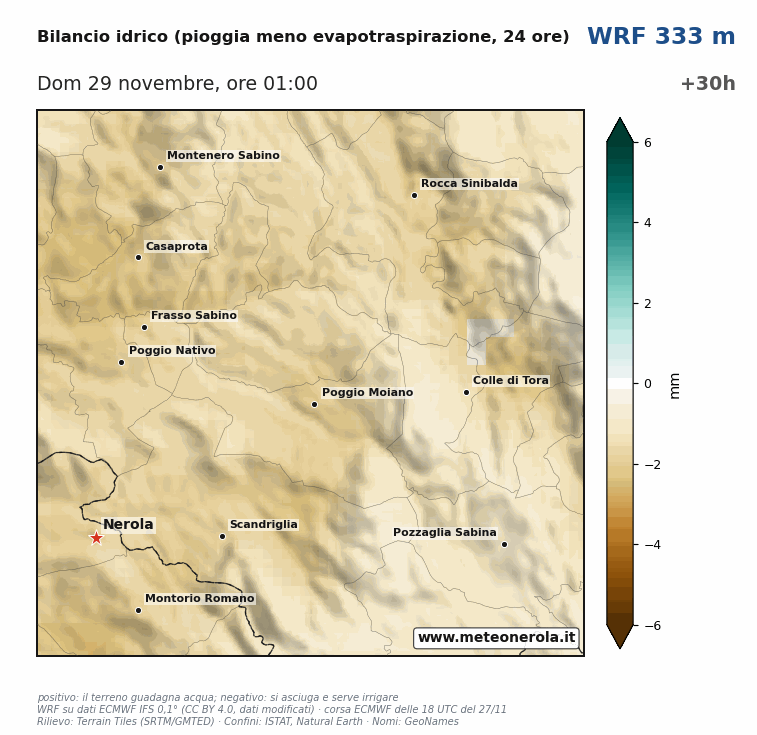 Bilancio idrico (pioggia meno evapotraspirazione, 24 ore) WRF 333 m
Dom 29 novembre, ore 01:00 +30h
Montenero Sabino
Rocca Sinibalda
Casaprota
Frasso Sabino
Poggio Nativo
Colle di Tora
Poggio Moiano
Nerola
Scandriglia
Pozzaglia Sabina
Montorio Romano
www.meteonerola.it
6
4
2
0
−2
−4
−6
mm
positivo: il terreno guadagna acqua; negativo: si asciuga e serve irrigare
WRF su dati ECMWF IFS 0,1° (CC BY 4.0, dati modificati) · corsa ECMWF delle 18 UTC del 27/11
Rilievo: Terrain Tiles (SRTM/GMTED) · Confini: ISTAT, Natural Earth · Nomi: GeoNames